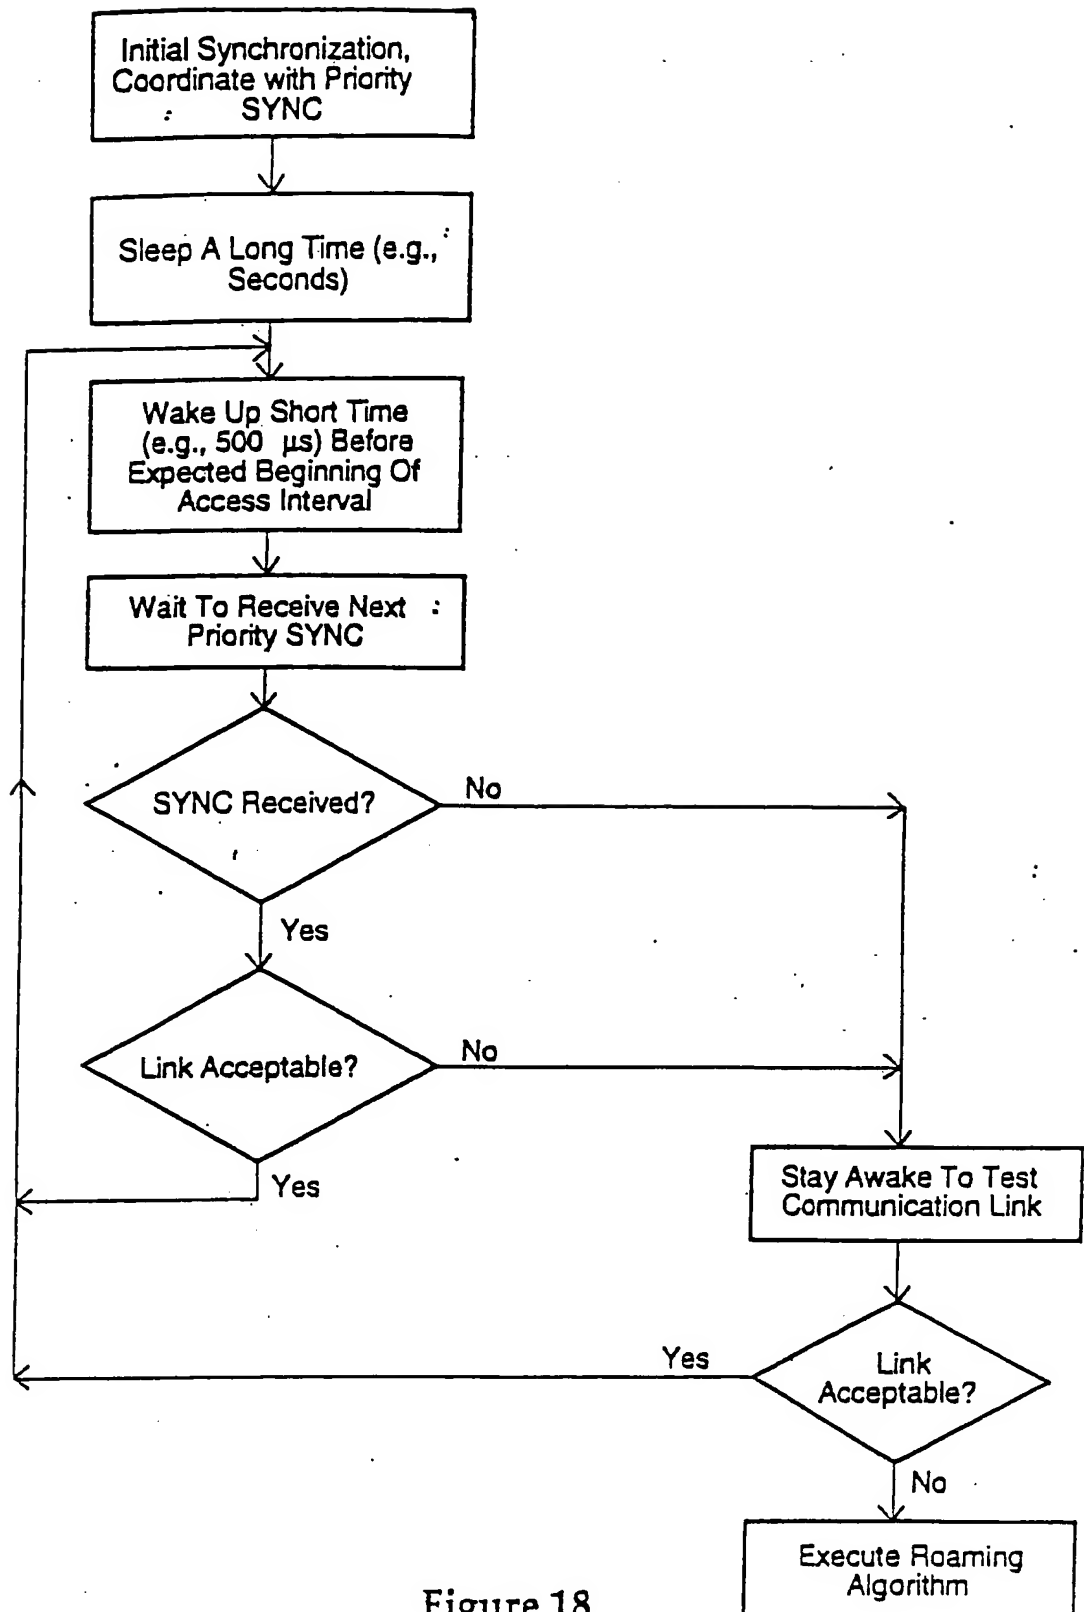 Initial Synchronization,
Coordinate with Priority
SYNC
Sleep A Long Time (e.g.,
Seconds)
Wake Up Short Time
(e.g., 500 μs) Before
Expected Beginning Of
Access Interval
Wait To Receive Next
Priority SYNC
SYNC Received?
No
Yes
Link Acceptable?
No
Yes
Stay Awake To Test
Communication Link
Link
Acceptable?
Yes
No
Execute Roaming
Algorithm
Figure 18